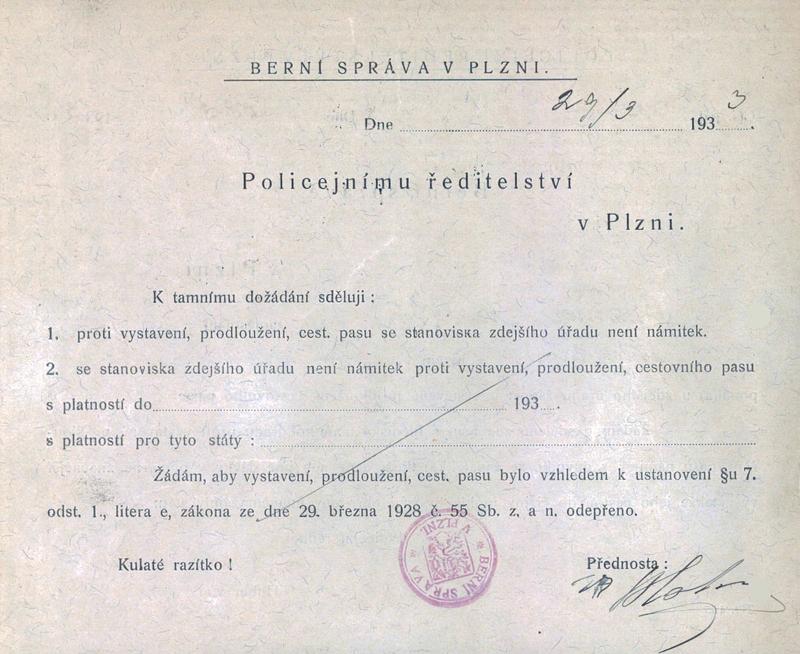 BERNÍ SPRÁVA V PLZNI.
Dne 29/3 1933.
Policejnímu ředitelství
v Plzni.
K tamnímu dožádání sděluji :
1. proti vystavení, prodloužení, cest. pasu se stanoviska zdejšího úřadu není námitek.
2. se stanoviska zdejšího úřadu není námitek proti vystavení, prodloužení, cestovního pasu
s platností do 193 .
s platností pro tyto státy :
Žádám, aby vystavení, prodloužení, cest. pasu bylo vzhledem k ustanovení §u 7.
odst. 1., litera e, zákona ze dne 29. března 1928 č. 55 Sb. z. a n. odepřeno.
Kulaté razítko !
Přednosta :
BERNÍ SPRÁVA V PLZNI